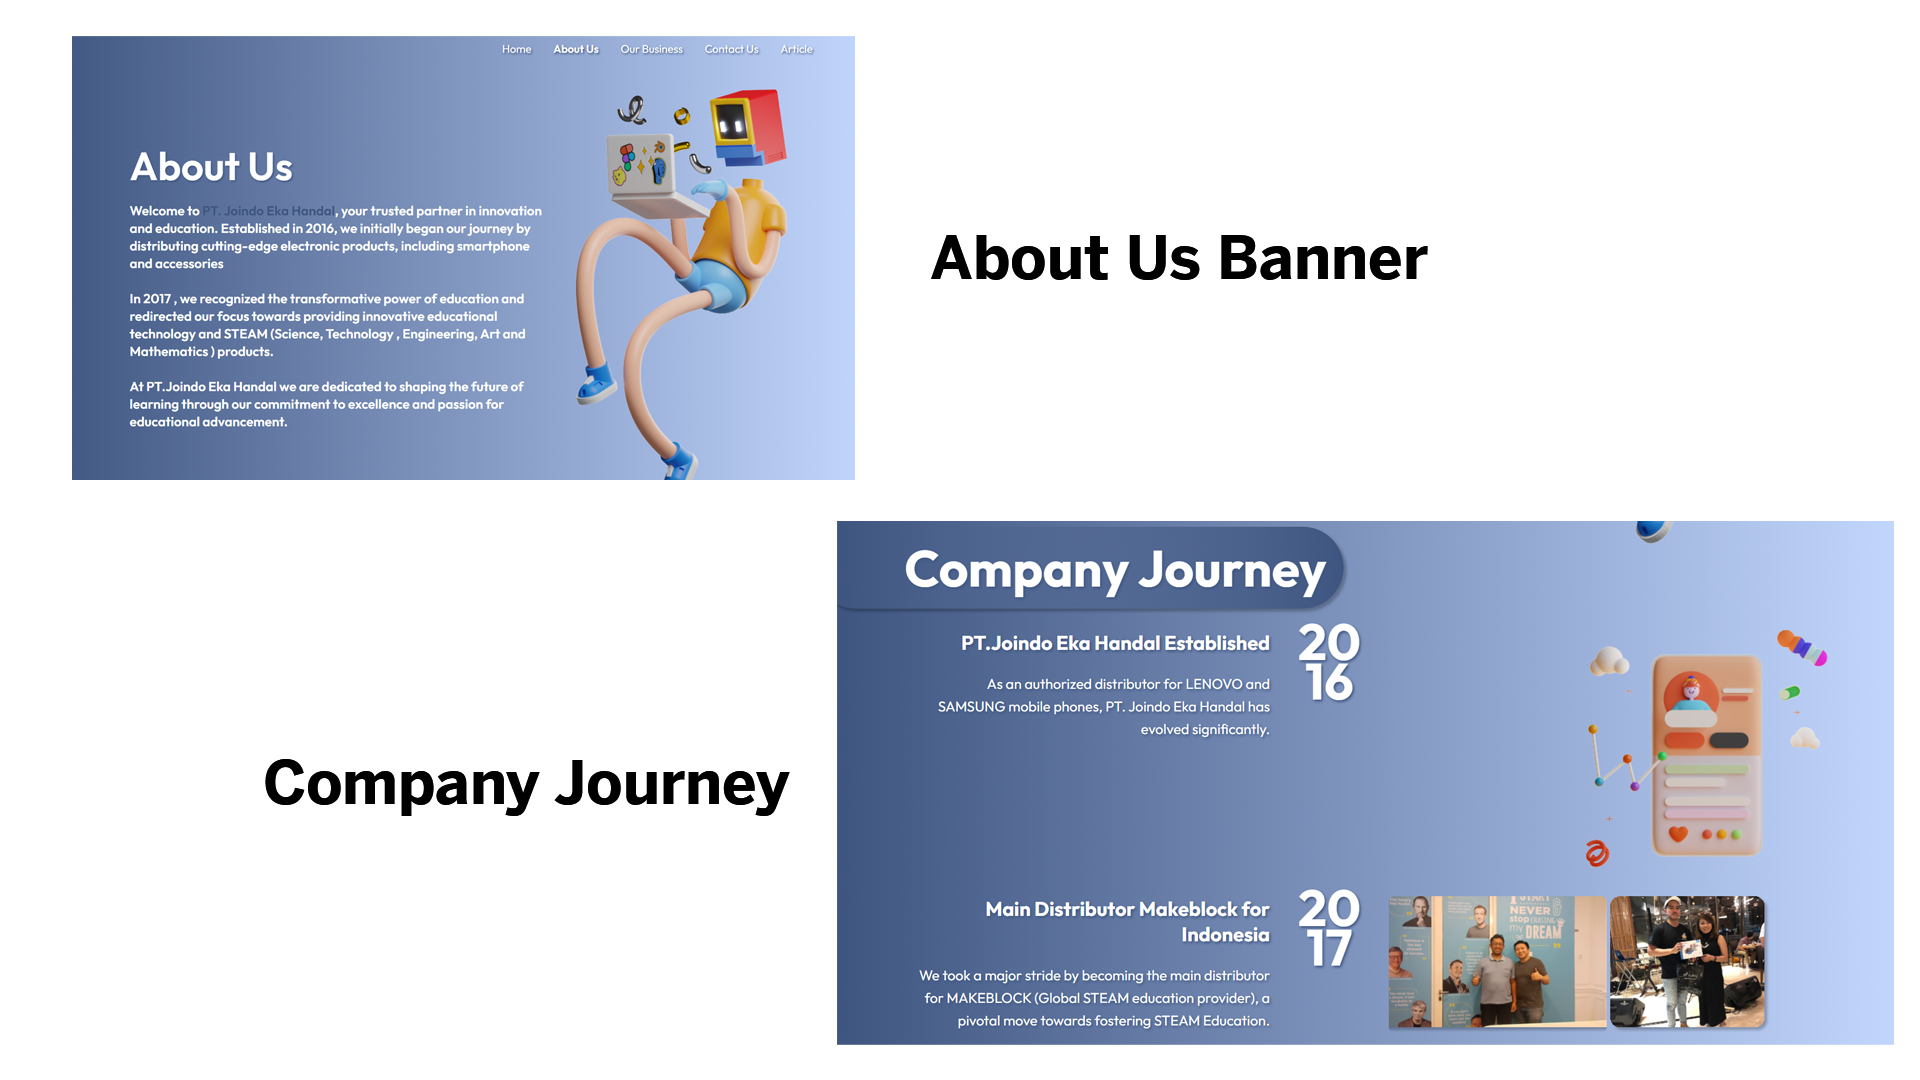 Home About Us Our Business Contact Us Article
About Us
Welcome to PT. Joindo Eka Handal, your trusted partner in innovation
and education. Established in 2016, we initially began our journey by
distributing cutting-edge electronic products, including smartphone
and accessories
In 2017 , we recognized the transformative power of education and
redirected our focus towards providing innovative educational
technology and STEAM (Science, Technology , Engineering, Art and
Mathematics ) products.
At PT.Joindo Eka Handal we are dedicated to shaping the future of
learning through our commitment to excellence and passion for
educational advancement.
About Us Banner
Company Journey
Company Journey
PT.Joindo Eka Handal Established
20
16
As an authorized distributor for LENOVO and
SAMSUNG mobile phones, PT. Joindo Eka Handal has
evolved significantly.
Main Distributor Makeblock for
Indonesia
20
17
We took a major stride by becoming the main distributor
for MAKEBLOCK (Global STEAM education provider), a
pivotal move towards fostering STEAM Education.
START
NEVER
stop
my
DREAM